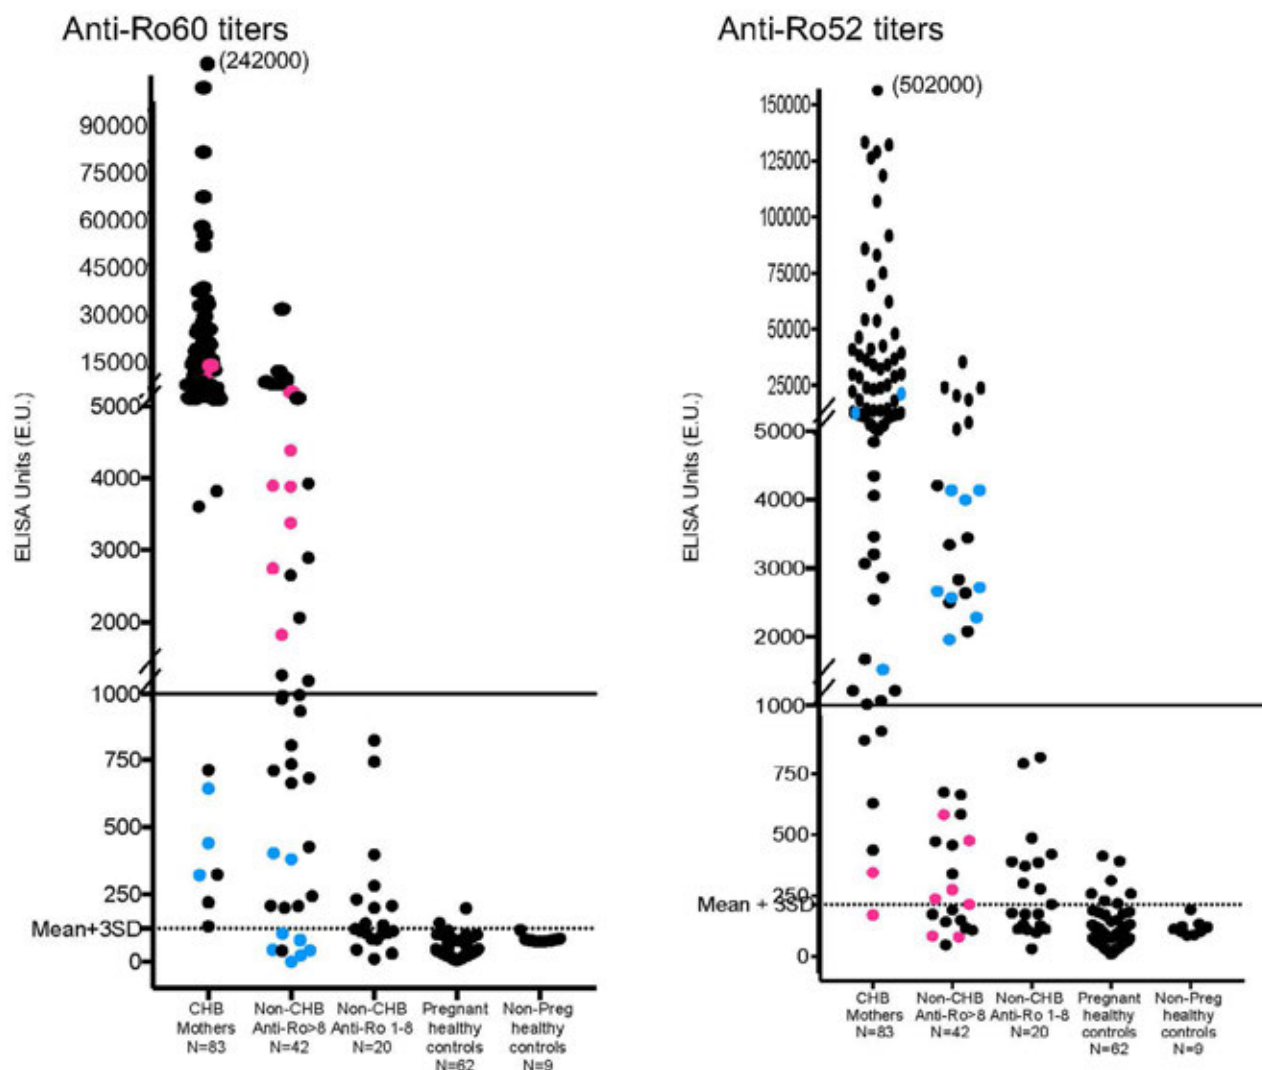 Anti-Ro60 titers
(242000)
90000
75000
60000
45000
30000
15000
5000
4000
3000
2000
1000
750
500
250
Mean+3SD
0
ELISA Units (E.U.)
CHB
Mothers
N=83
Non-CHB
Anti-Ro>8
N=42
Non-CHB
Anti-Ro 1-8
N=20
Pregnant
healthy
controls
N=62
Non-Preg
healthy
controls
N=9
Anti-Ro52 titers
(502000)
150000
125000
100000
75000
50000
25000
5000
4000
3000
2000
1000
750
500
250
Mean + 3SD
0
ELISA Units (E.U.)
CHB
Mothers
N=83
Non-CHB
Anti-Ro>8
N=42
Non-CHB
Anti-Ro 1-8
N=20
Pregnant
healthy
controls
N=62
Non-Preg
healthy
controls
N=9